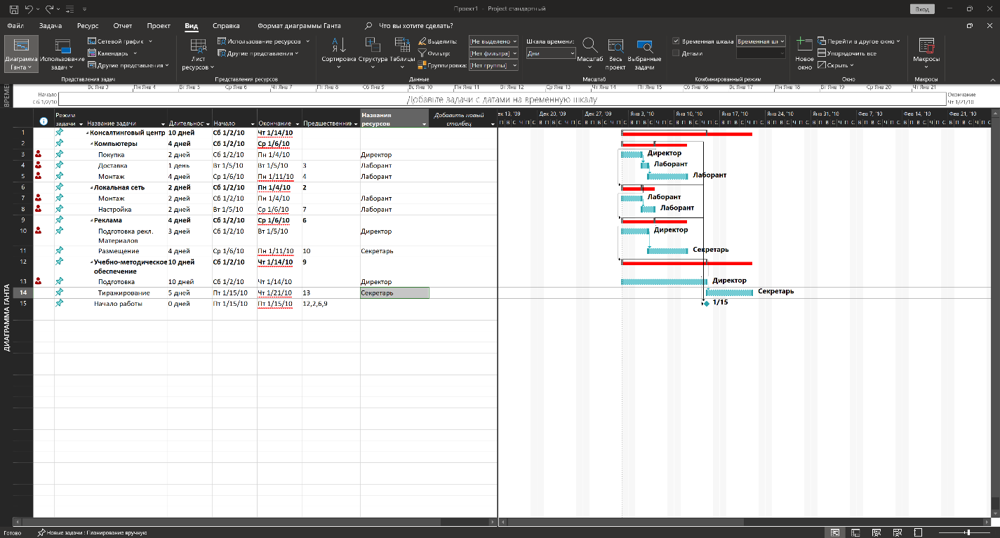 Проект1 - Project стандартный
Вход
Файл Задача Ресурс Отчет Проект Вид Справка Формат диаграммы Ганта Что вы хотите сделать?
Диаграмма Ганта
Использование задач
Сетевой график
Календарь
Другие представления
Представления задач
Лист ресурсов
Использование ресурсов
Другие представления
Представления ресурсов
Сортировка
Структура
Таблицы
Выделить: [Не выделено
Фильтр: [Нет фильтра]
Группировка: [Нет группы]
Данные
Шкала времени:
Дни
Масштаб
Весь проект
Выбранные задачи
Масштаб
Временная шкала Временная шк
Детали
Комбинированный режим
Новое окно
Перейти в другое окно
Упорядочить все
Скрыть
Окно
Макросы
Макросы
ВРЕМЕ
Вс Янв 3 Пн Янв 4 Вт Янв 5 Ср Янв 6 Чт Янв 7 Пт Янв 8 Сб Янв 9 Вс Янв 10 Пн Янв 11 Вт Янв 12 Ср Янв 13 Чт Янв 14 Пт Янв 15 Сб Янв 16 Вс Янв 17 Пн Янв 18 Вт Янв 19 Ср Янв 20 Чт Янв 21
Начало
Сб 1/2/10
Добавьте задачи с датами на временную шкалу
Окончание
Чт 1/21/10
Режим задачи Название задачи Длительност Начало Окончание Предшественник Названия ресурсов Добавить новый столбец
ек 13, '09 Дек 20, '09 Дек 27, '09 Янв 3, '10 Янв 10, '10 Янв 17, '10 Янв 24, '10 Янв 31, '10 Фев 7, '10 Фев 14, '10 Фев 21, '10
1 Консалтинговый центр 10 дней Сб 1/2/10 Чт 1/14/10
2 Компьютеры 4 дней Сб 1/2/10 Ср 1/6/10
3 Покупка 2 дней Сб 1/2/10 Пн 1/4/10 Директор
4 Доставка 1 день Вт 1/5/10 Вт 1/5/10 3 Лаборант
5 Монтаж 4 дней Ср 1/6/10 Пн 1/11/10 4 Лаборант
6 Локальная сеть 2 дней Сб 1/2/10 Пн 1/4/10 2
7 Монтаж 2 дней Сб 1/2/10 Пн 1/4/10 Лаборант
8 Настройка 2 дней Вт 1/5/10 Ср 1/6/10 7 Лаборант
9 Реклама 4 дней Сб 1/2/10 Ср 1/6/10 6
10 Подготовка рекл. Материалов 3 дней Сб 1/2/10 Вт 1/5/10 Директор
11 Размещение 4 дней Ср 1/6/10 Пн 1/11/10 10 Секретарь
12 Учебно-методическое обеспечение 10 дней Сб 1/2/10 Чт 1/14/10 9
13 Подготовка 10 дней Сб 1/2/10 Чт 1/14/10 Директор
14 Тиражирование 5 дней Пт 1/15/10 Чт 1/21/10 13 Секретарь
15 Начало работы 0 дней Пт 1/15/10 Пт 1/15/10 12,2,6,9
Директор
Лаборант
Лаборант
Лаборант
Лаборант
Директор
Секретарь
Директор
Секретарь
1/15
ДИАГРАММА ГАНТА
Готово Новые задачи : Планирование вручную